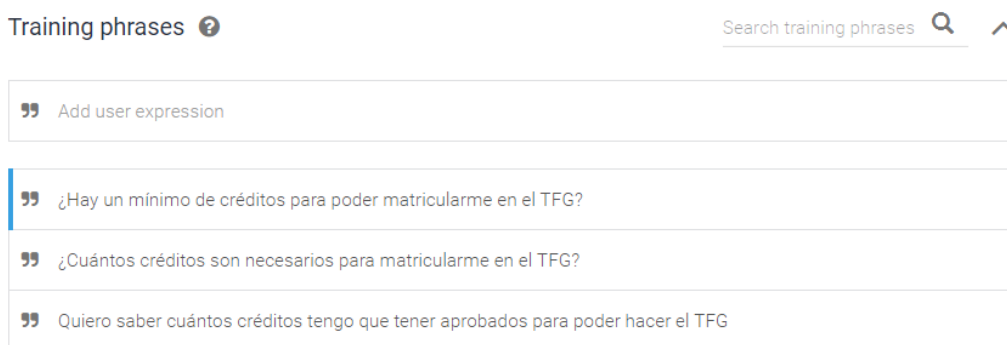 Training phrases
Search training phrases
Add user expression
¿Hay un mínimo de créditos para poder matricularme en el TFG?
¿Cuántos créditos son necesarios para matricularme en el TFG?
Quiero saber cuántos créditos tengo que tener aprobados para poder hacer el TFG